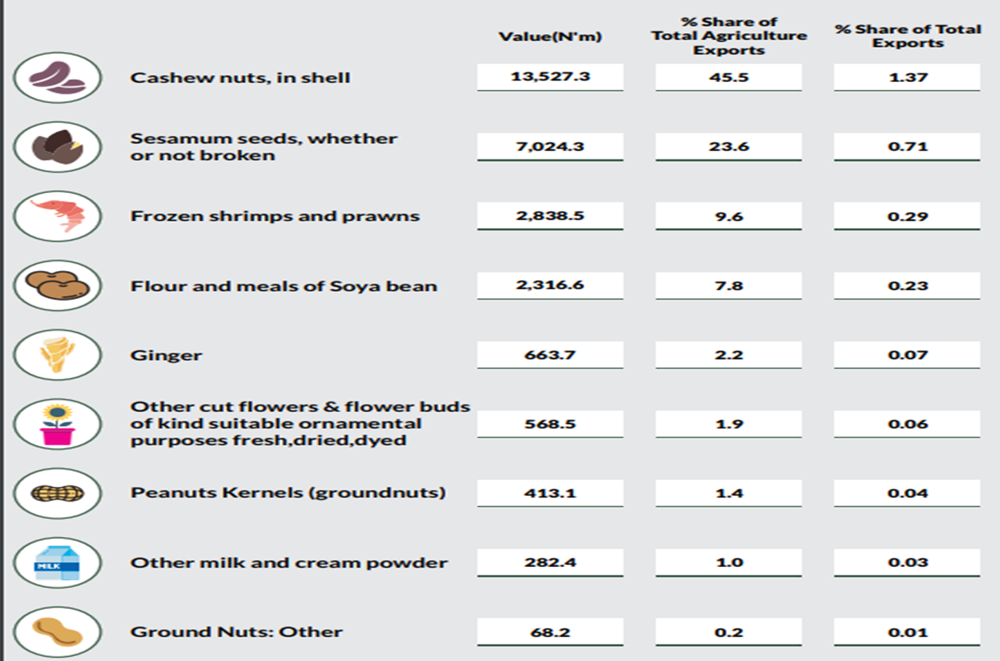 Value(N'm)
% Share of
Total Agriculture
Exports
% Share of Total
Exports
Cashew nuts, in shell
13,527.3
45.5
1.37
Sesamum seeds, whether
or not broken
7,024.3
23.6
0.71
Frozen shrimps and prawns
2,838.5
9.6
0.29
Flour and meals of Soya bean
2,316.6
7.8
0.23
Ginger
663.7
2.2
0.07
Other cut flowers & flower buds
of kind suitable ornamental
purposes fresh,dried,dyed
568.5
1.9
0.06
Peanuts Kernels (groundnuts)
413.1
1.4
0.04
MILK
Other milk and cream powder
282.4
1.0
0.03
Ground Nuts: Other
68.2
0.2
0.01